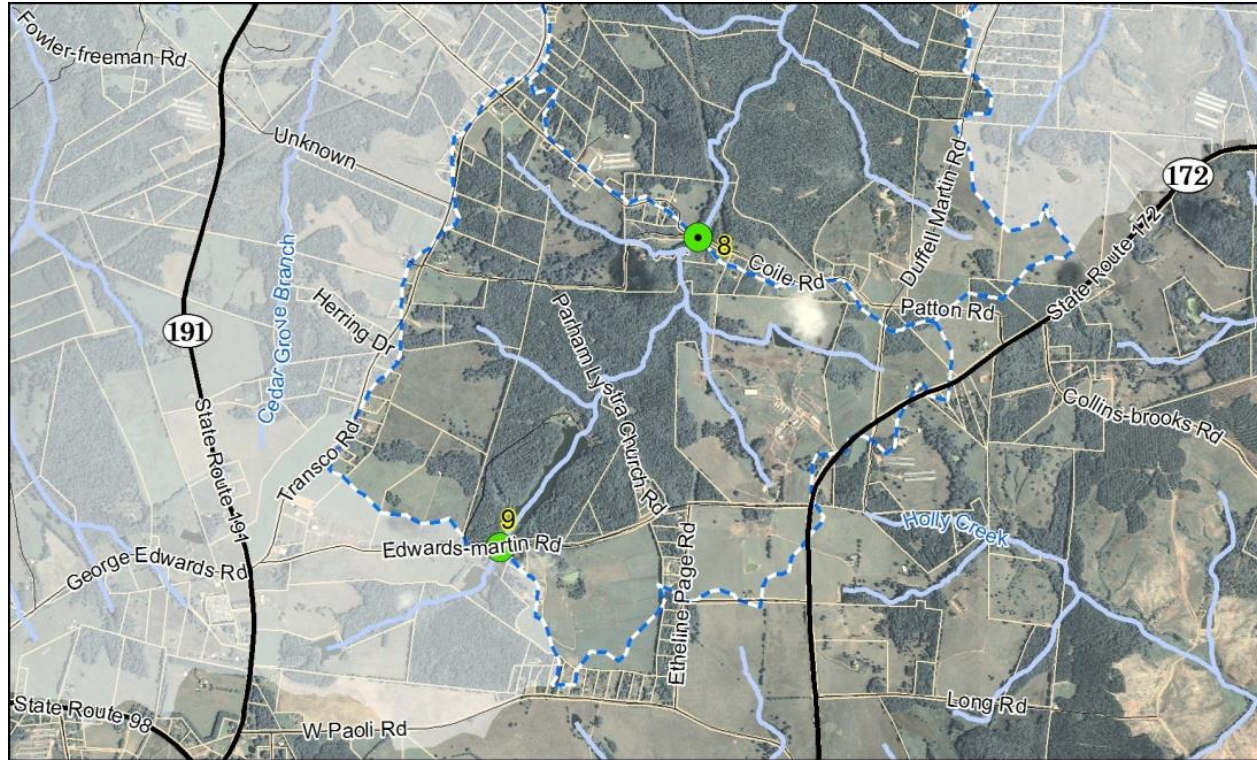 Fowler-freeman Rd
Unknown
Duffell Martin Rd
172
State Route 172
8
Coile Rd
Patton Rd
Cedar Grove Branch
Herring Dr
191
Parham Lystra Church Rd
Collins-brooks Rd
State Route 191
Transco Rd
9
Holly Creek
Edwards-martin Rd
George Edwards Rd
Etheline Page Rd
State Route 98
W Paoli Rd
Long Rd